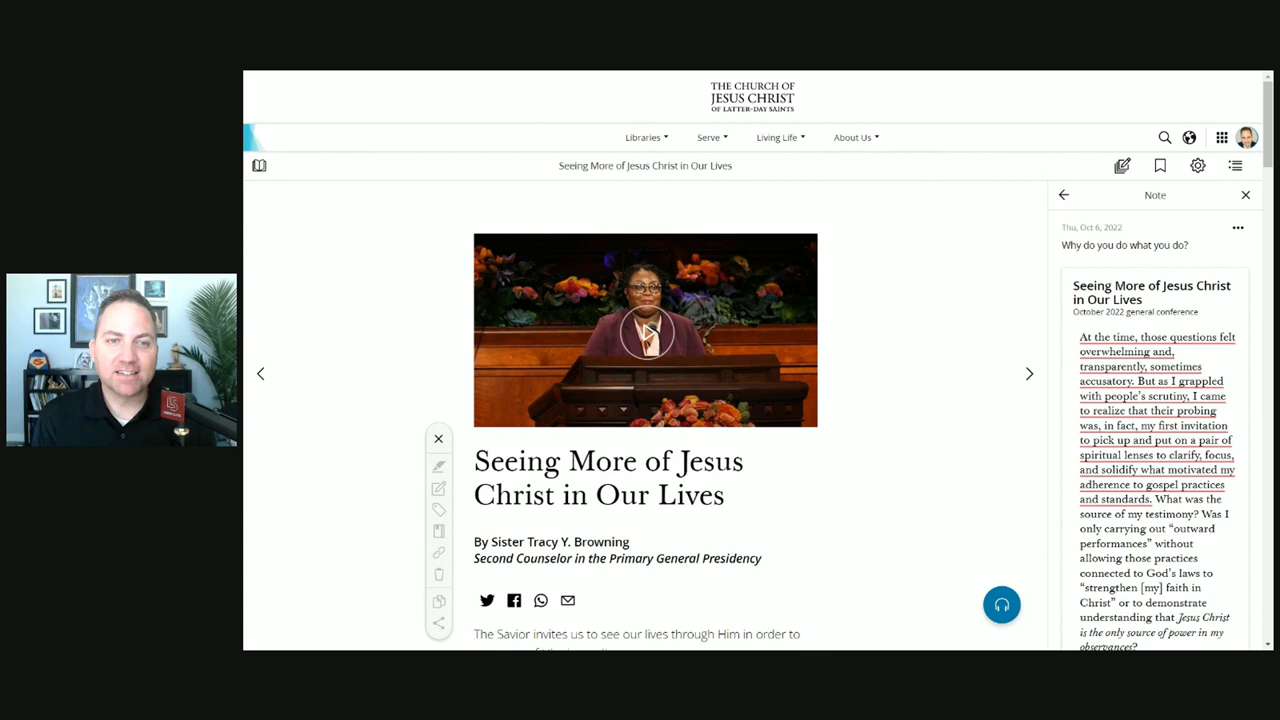 THE CHURCH OF
JESUS CHRIST
OF LATTER-DAY SAINTS
Libraries
Serve
Living Life
About Us
Seeing More of Jesus Christ in Our Lives
Note
Thu, Oct 6, 2022
Why do you do what you do?
Seeing More of Jesus Christ
in Our Lives
October 2022 general conference
At the time, those questions felt
overwhelming and,
transparently, sometimes
accusatory. But as I grappled
with people's scrutiny, I came
to realize that their probing
was, in fact, my first invitation
to pick up and put on a pair of
spiritual lenses to clarify, focus,
and solidify what motivated my
adherence to gospel practices
and standards. What was the
source of my testimony? Was I
only carrying out “outward
performances” without
allowing those practices
connected to God's laws to
“strengthen [my] faith in
Christ” or to demonstrate
understanding that Jesus Christ
is the only source of power in my
observances?
Seeing More of Jesus
Christ in Our Lives
By Sister Tracy Y. Browning
Second Counselor in the Primary General Presidency
The Savior invites us to see our lives through Him in order to